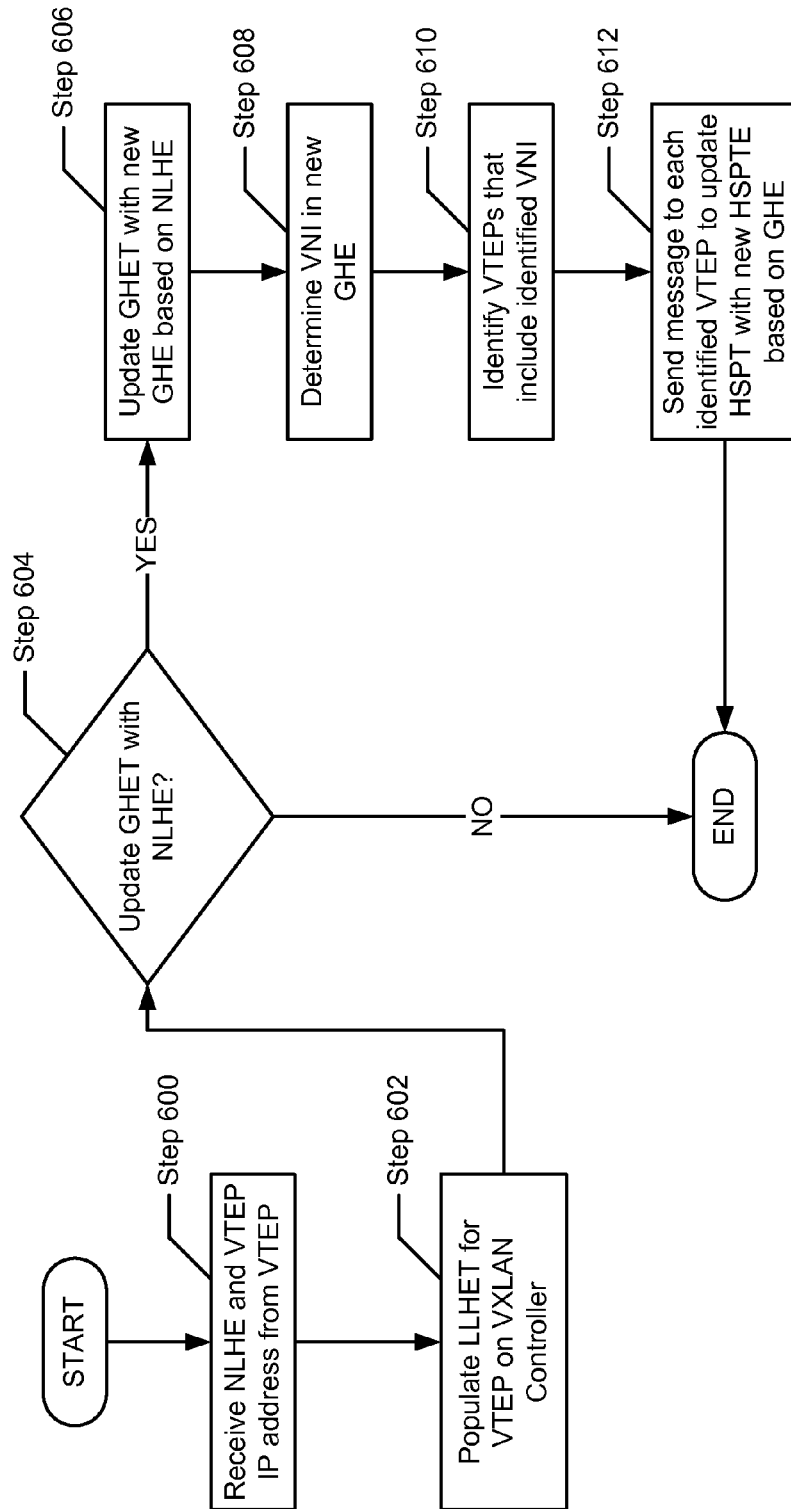 START
Step 600
Receive NLHE and VTEP
IP address from VTEP
Step 602
Populate LLHET for
VTEP on VXLAN
Controller
Step 604
Update GHET with
NLHE?
YES
NO
Step 606
Update GHET with new
GHE based on NLHE
Step 608
Determine VNI in new
GHE
Step 610
Identify VTEPs that
include identified VNI
Step 612
Send message to each
identified VTEP to update
HSPT with new HSPTE
based on GHE
END